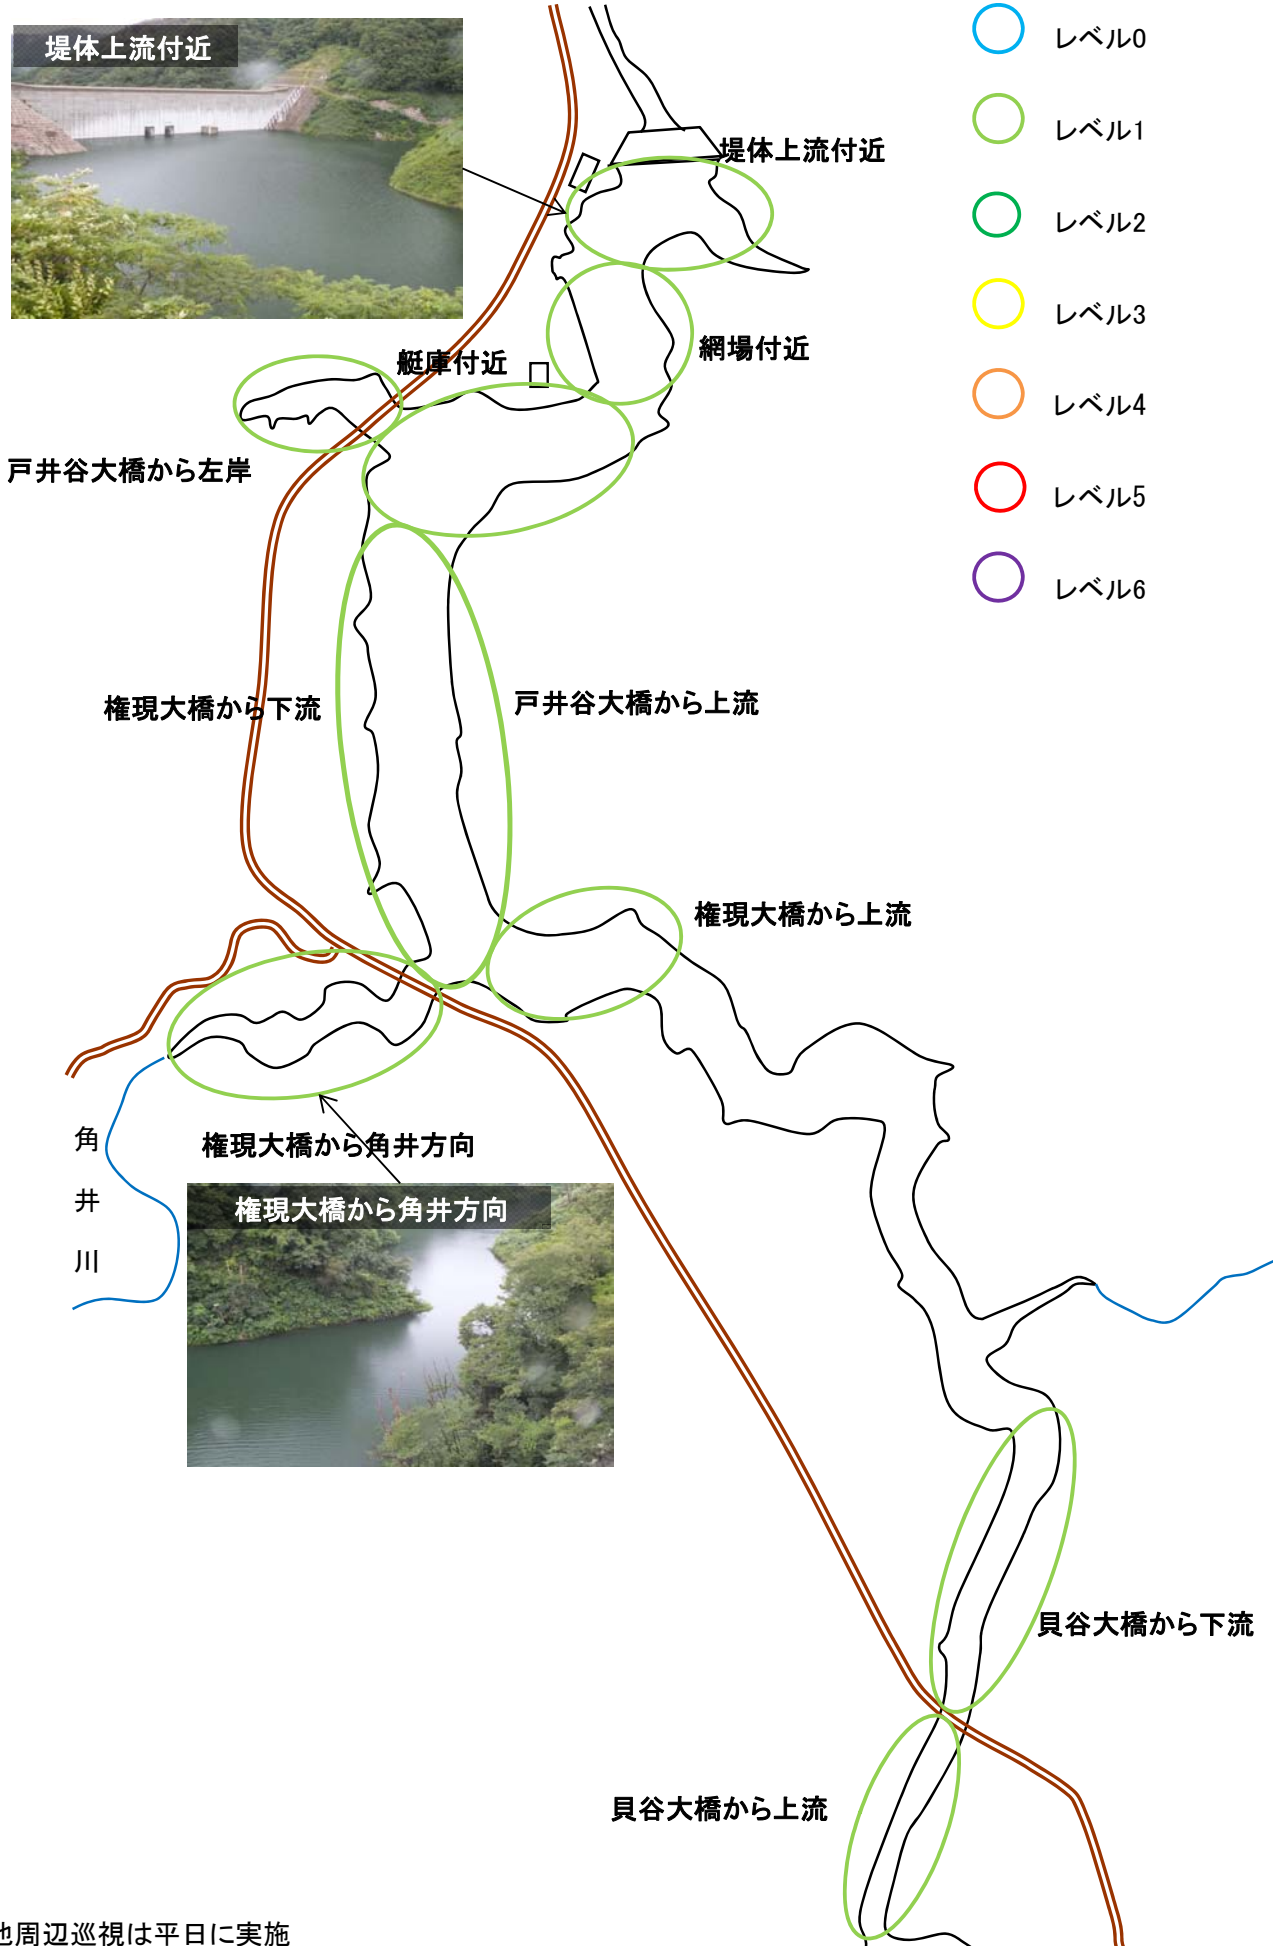 堤体上流付近
レベル0
レベル1
堤体上流付近
レベル2
レベル3
網場付近
艇庫付近
レベル4
戸井谷大橋から左岸
レベル5
レベル6
権現大橋から下流
戸井谷大橋から上流
権現大橋から上流
角井川
権現大橋から角井方向
権現大橋から角井方向
貝谷大橋から下流
貝谷大橋から上流
周辺巡視は平日に実施